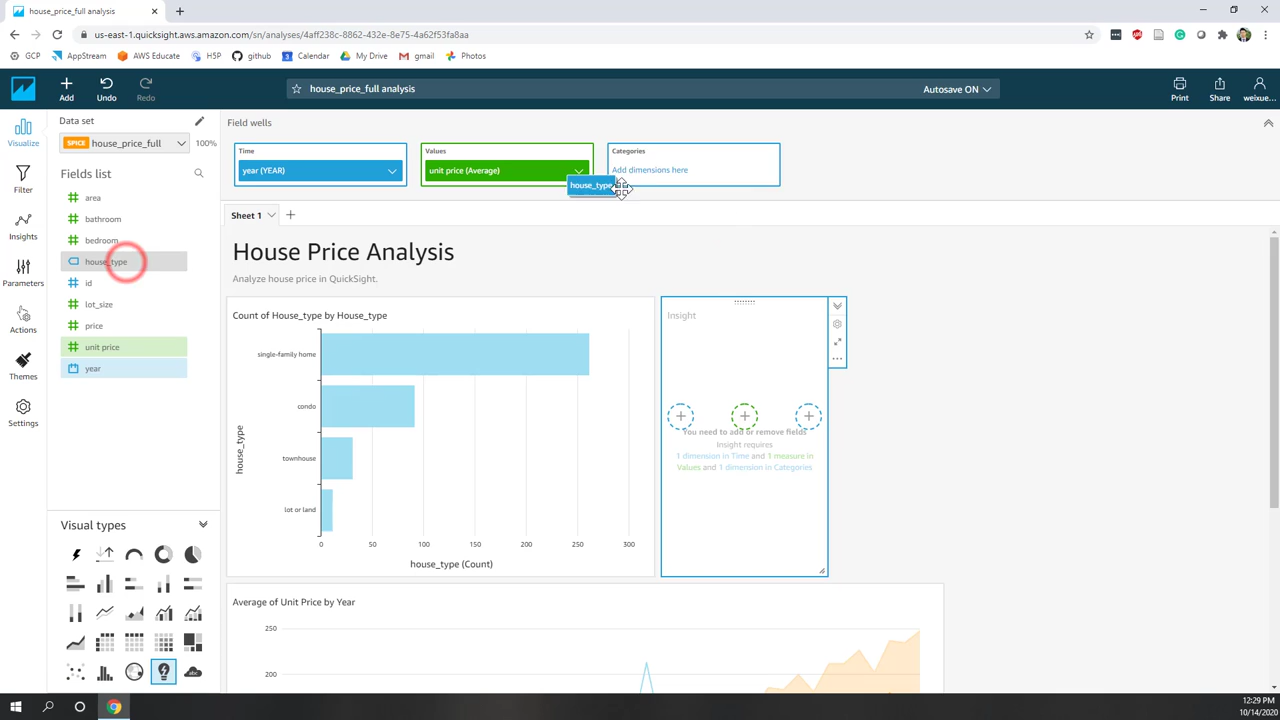 house_price_full analysis
us-east-1.quicksight.aws.amazon.com/sn/analyses/4aff238c-8862-432e-8e75-4a62f53fa8aa
GCP
AppStream
AWS Educate
H5P
github
Calendar
My Drive
gmail
Photos
Add
Undo
Redo
house_price_full analysis
Autosave ON
Print
Share
weixue...
Visualize
Filter
Insights
Parameters
Actions
Themes
Settings
Data set
SPICE house_price_full 100%
Fields list
area
bathroom
bedroom
house_type
id
lot_size
price
unit price
year
Visual types
Field wells
Time
year (YEAR)
Values
unit price (Average)
Categories
Add dimensions here
house_type
Sheet 1
House Price Analysis
Analyze house price in QuickSight.
Count of House_type by House_type
house_type
single-family home
condo
townhouse
lot or land
0 50 100 150 200 250 300
house_type (Count)
Insight
You need to add or remove fields
Insight requires
1 dimension in Time and 1 measure in
Values and 1 dimension in Categories
Average of Unit Price by Year
250
200
12:29 PM
10/14/2020